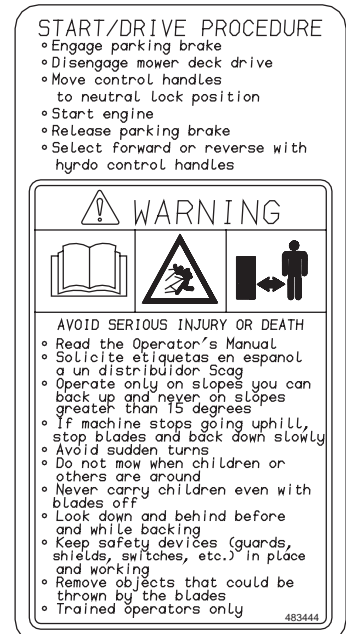 START/DRIVE PROCEDURE
∘ Engage parking brake
∘ Disengage mower deck drive
∘ Move control handles
to neutral lock position
∘ Start engine
∘ Release parking brake
∘ Select forward or reverse with
hyrdo control handles
WARNING
AVOID SERIOUS INJURY OR DEATH
∘ Read the Operator's Manual
∘ Solicite etiquetas en espanol
a un distribuidor Scag
∘ Operate only on slopes you can
back up and never on slopes
greater than 15 degrees
∘ If machine stops going uphill,
stop blades and back down slowly
∘ Avoid sudden turns
∘ Do not mow when children or
others are around
∘ Never carry children even with
blades off
∘ Look down and behind before
and while backing
∘ Keep safety devices (guards,
shields, switches, etc.) in place
and working
∘ Remove objects that could be
thrown by the blades
∘ Trained operators only
483444